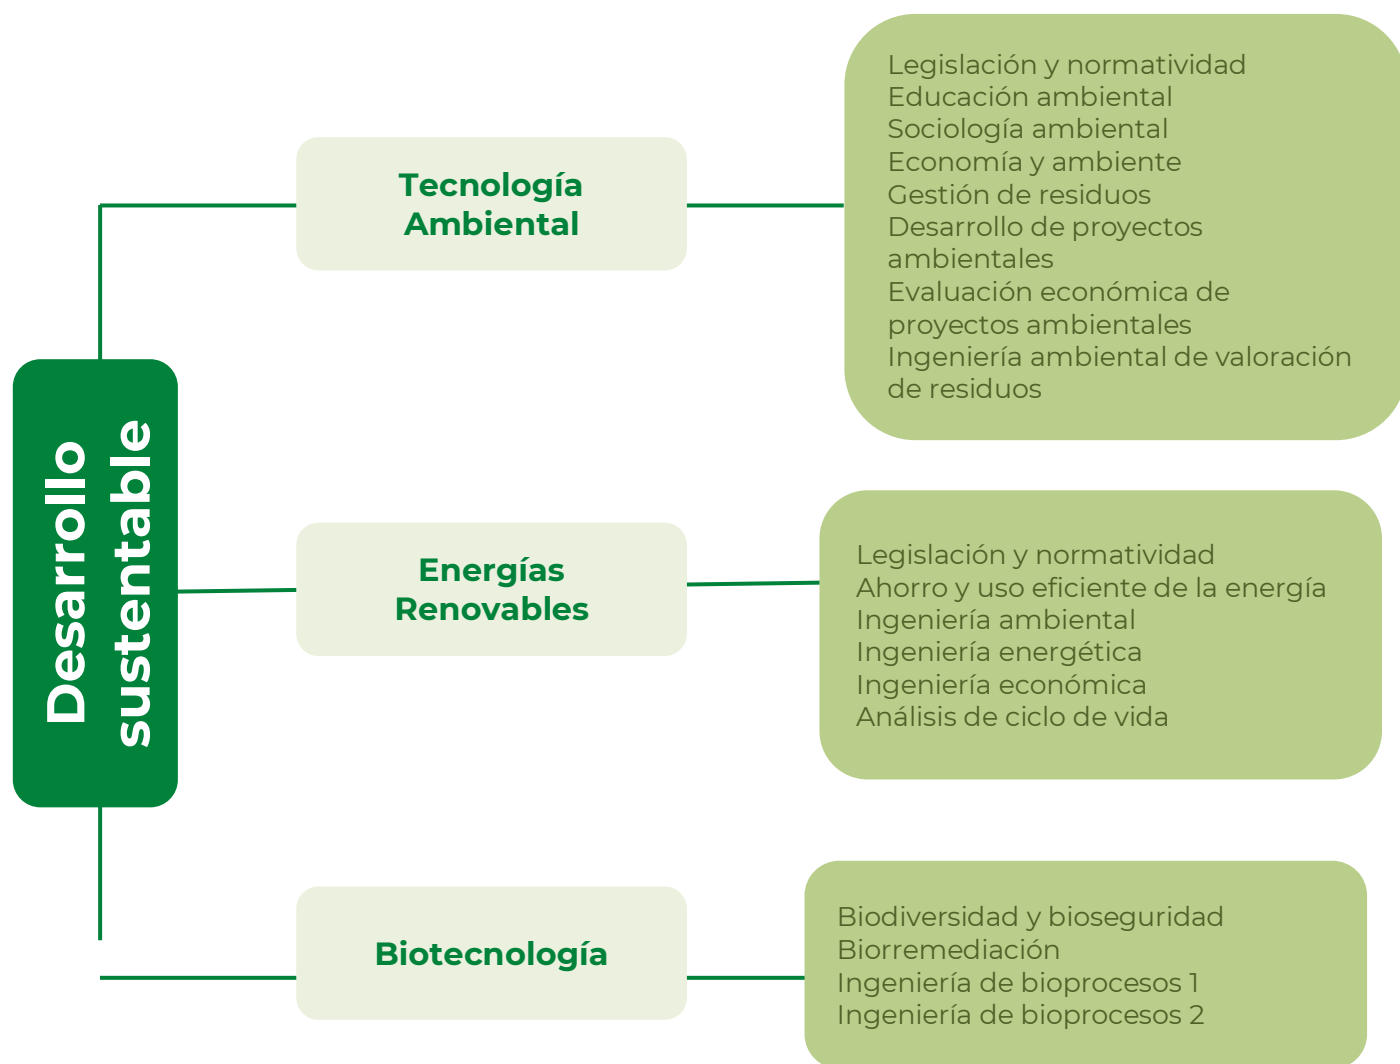 Desarrollo
sustentable
Tecnología
Ambiental
Legislación y normatividad
Educación ambiental
Sociología ambiental
Economía y ambiente
Gestión de residuos
Desarrollo de proyectos
ambientales
Evaluación económica de
proyectos ambientales
Ingeniería ambiental de valoración
de residuos
Energías
Renovables
Legislación y normatividad
Ahorro y uso eficiente de la energía
Ingeniería ambiental
Ingeniería energética
Ingeniería económica
Análisis de ciclo de vida
Biotecnología
Biodiversidad y bioseguridad
Biorremediación
Ingeniería de bioprocesos 1
Ingeniería de bioprocesos 2